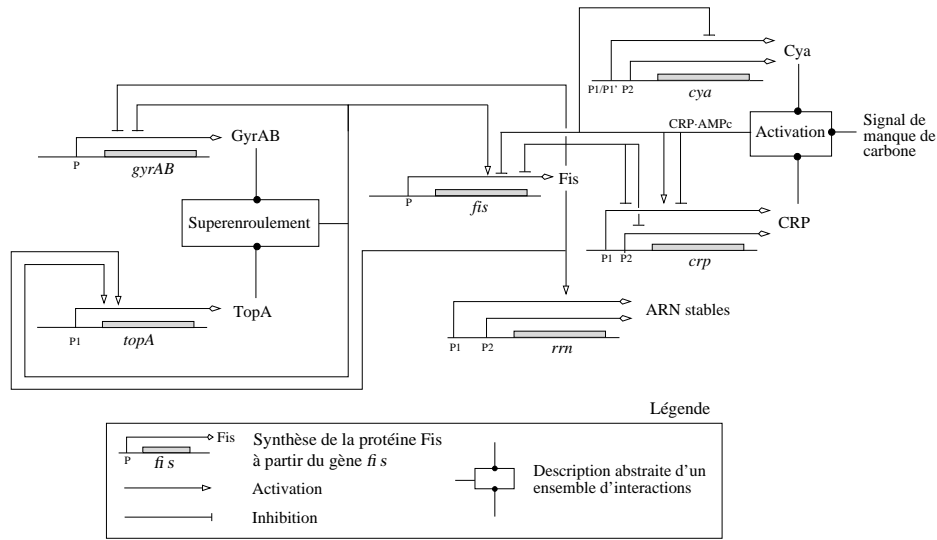 Cya
P1/P1' P2
cya
CRP-AMPc
Activation
Signal de
manque de
carbone
GyrAB
P
gyrAB
Fis
P
fis
Superenroulement
CRP
P1 P2
crp
TopA
P1
topA
ARN stables
P1 P2
rrn
Légende
Fis
P
fi s
Synthèse de la protéine Fis
à partir du gène fi s
Activation
Inhibition
Description abstraite d'un
ensemble d'interactions